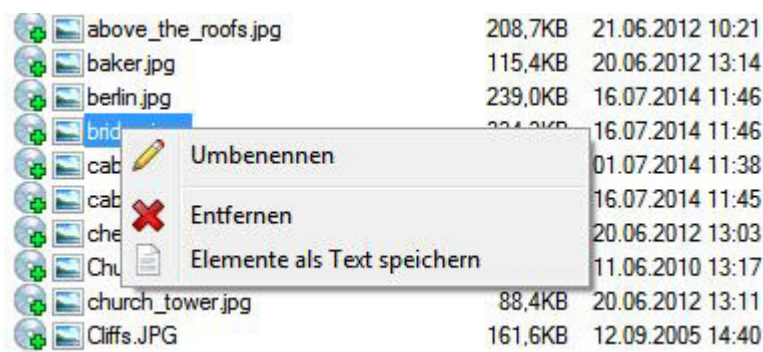 above_the_roofs.jpg 208,7KB 21.06.2012 10:21
baker.jpg 115,4KB 20.06.2012 13:14
berlin.jpg 239,0KB 16.07.2014 11:46
16.07.2014 11:46
cab 01.07.2014 11:38
cab 16.07.2014 11:45
che 20.06.2012 13:03
Chu 11.06.2010 13:17
church_tower.jpg 88,4KB 20.06.2012 13:11
Cliffs.JPG 161,6KB 12.09.2005 14:40
Umbenennen
Entfernen
Elemente als Text speichern